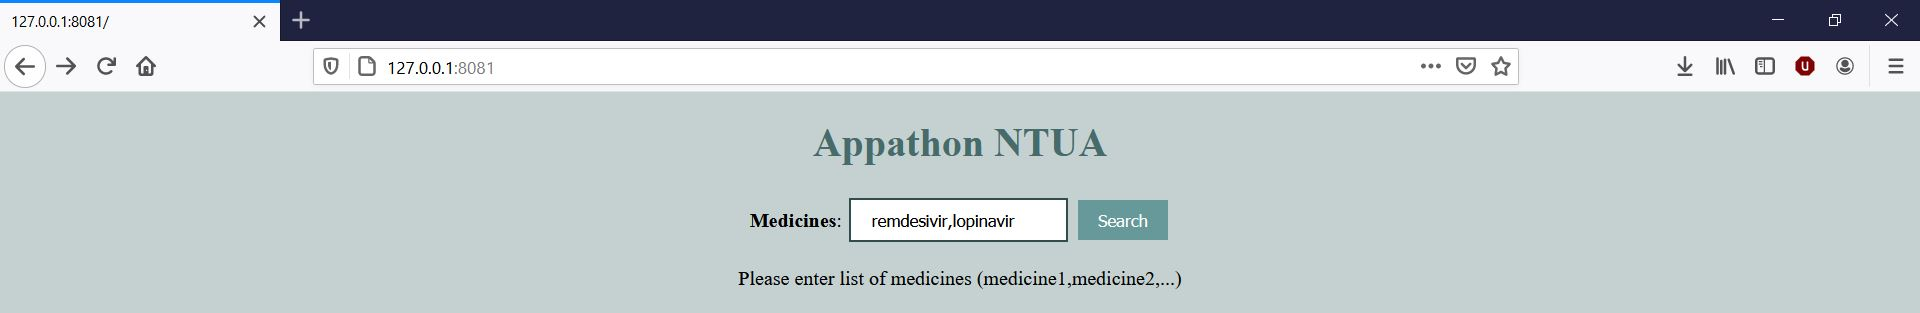 127.0.0.1:8081/
127.0.0.1:8081
Appathon NTUA
Medicines: remdesivir,lopinavir Search
Please enter list of medicines (medicine1,medicine2,...)